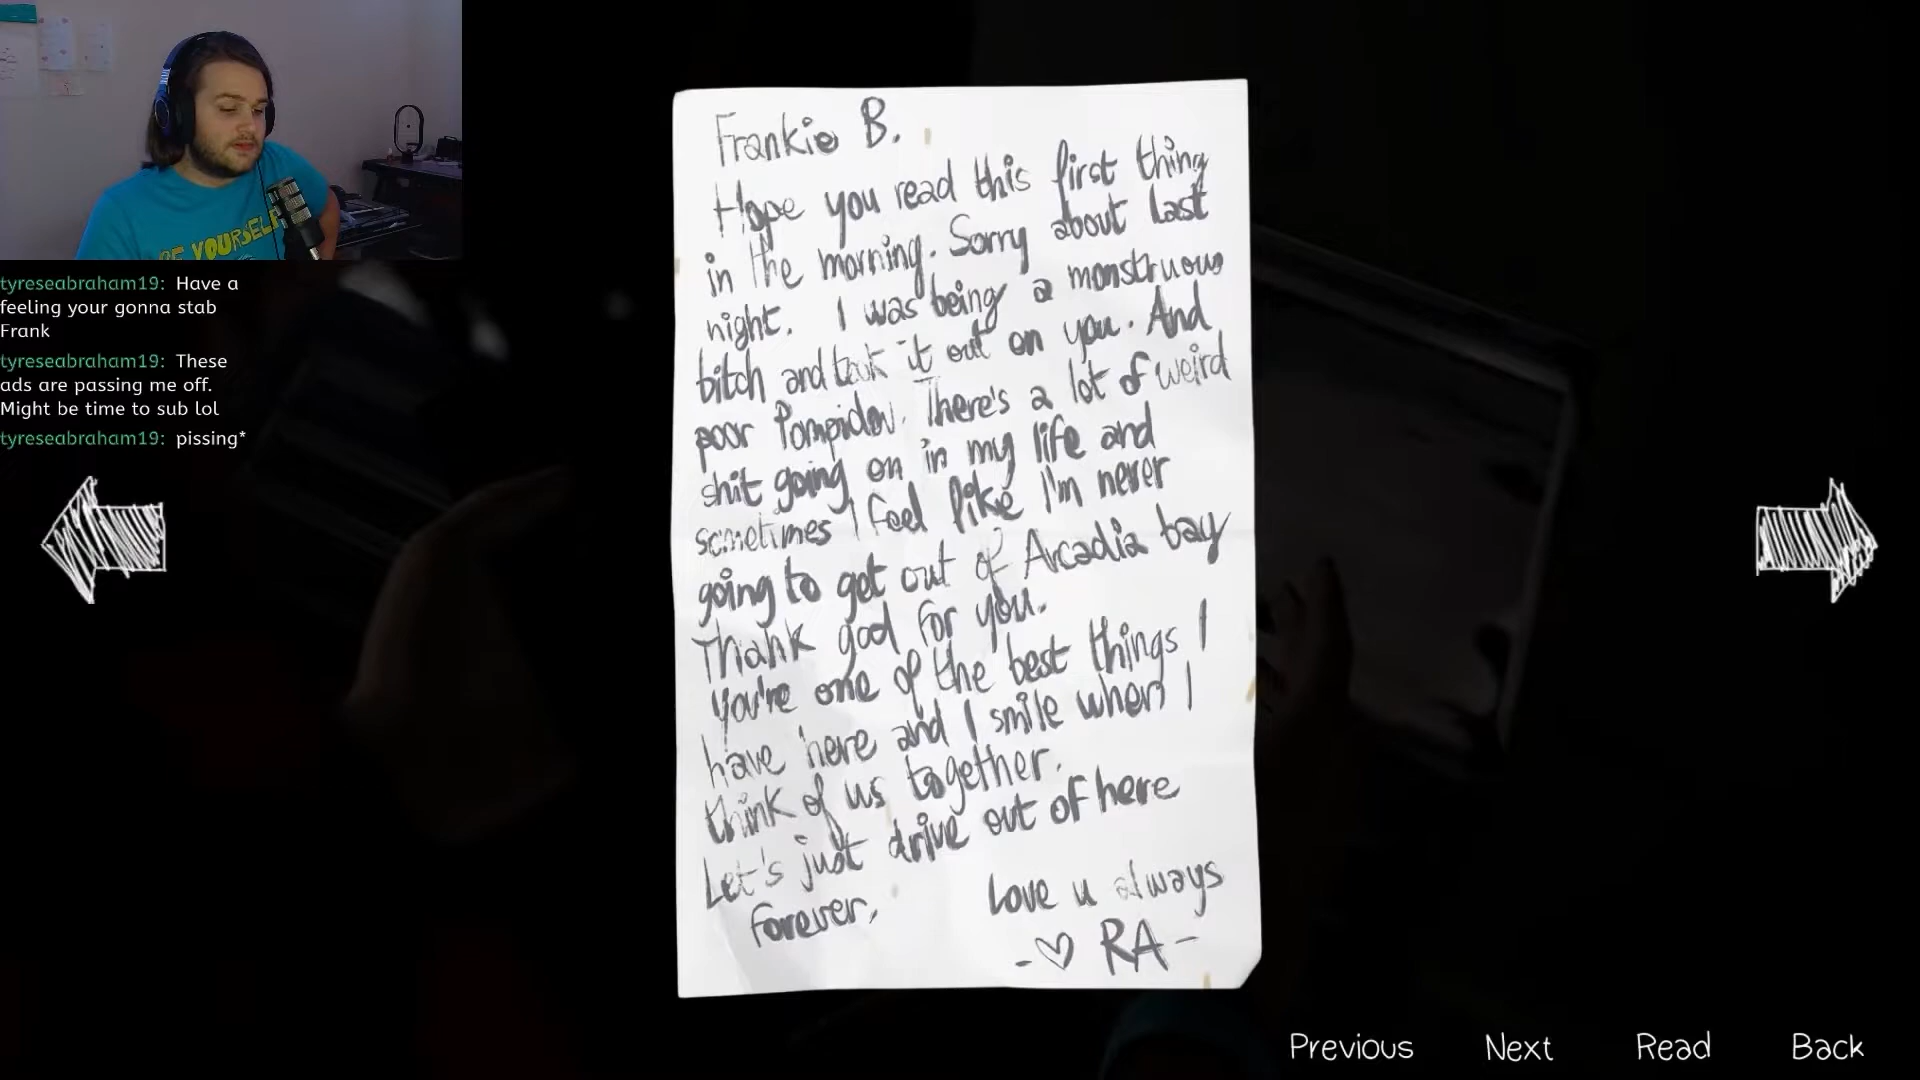 BE YOURSELF
tyreseabraham19: Have a
feeling your gonna stab
Frank
tyreseabraham19: These
ads are passing me off.
Might be time to sub lol
tyreseabraham19: pissing*
Frankie B.
Hope you read this first thing
in the morning. Sorry about last
night. I was being a monstruous
bitch and took it out on you. And
poor Pompidou. There's a lot of weird
shit going on in my life and
sometimes I feel like I'm never
going to get out of Arcadia bay
Thank god for you.
You're one of the best things I
have here and I smile when I
think of us together.
Let's just drive out of here
forever,
Love u always
-♡ RA-
Previous
Next
Read
Back